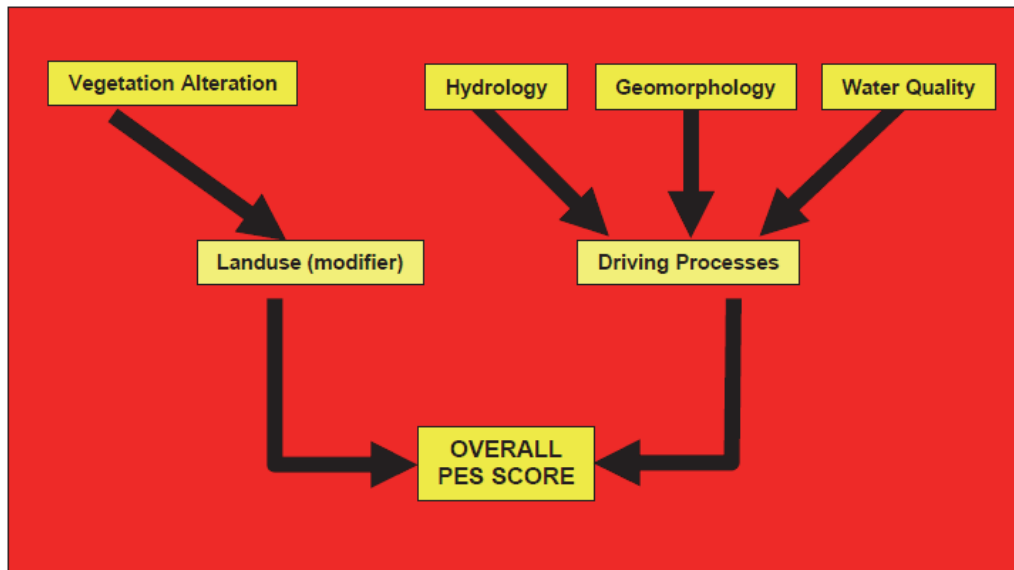 Vegetation Alteration
Hydrology
Geomorphology
Water Quality
Landuse (modifier)
Driving Processes
OVERALL
PES SCORE